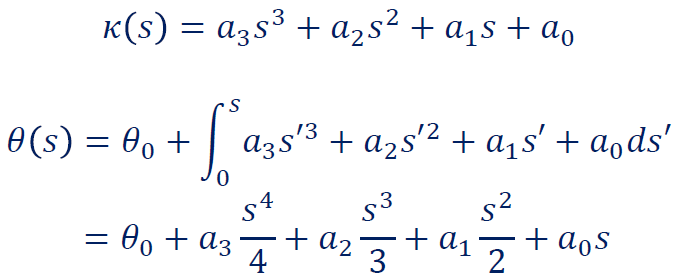 κ(s) = a₃s³ + a₂s² + a₁s + a₀
θ(s) = θ₀ + ∫₀ˢ a₃s′³ + a₂s′² + a₁s′ + a₀ds′
= θ₀ + a₃ s⁴/4 + a₂ s³/3 + a₁ s²/2 + a₀s